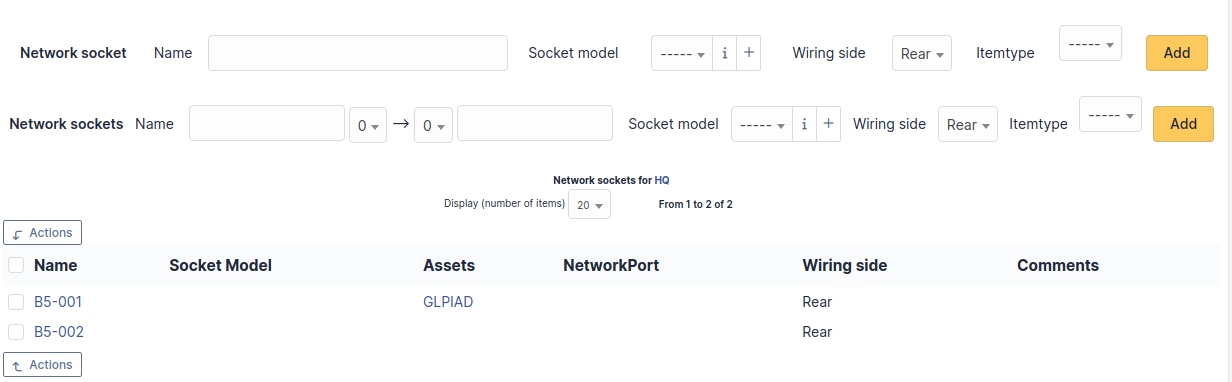 Network socket Name Socket model ----- i + Wiring side Rear Itemtype ----- Add
Network sockets Name 0 → 0 Socket model ----- i + Wiring side Rear Itemtype ----- Add
Network sockets for HQ
Display (number of items) 20 From 1 to 2 of 2
Actions
Name Socket Model Assets NetworkPort Wiring side Comments
B5-001 GLPIAD Rear
B5-002 Rear
Actions